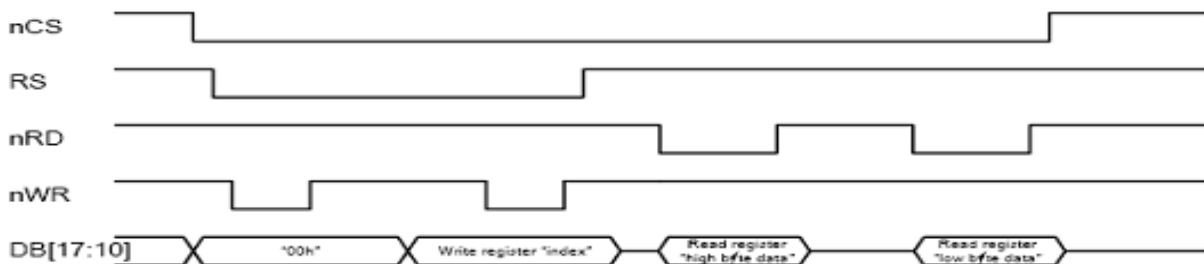 nCS
RS
nRD
nWR
DB[17:10]
"00h"
Write register "index"
Read register
"high byte data"
Read register
"low byte data"